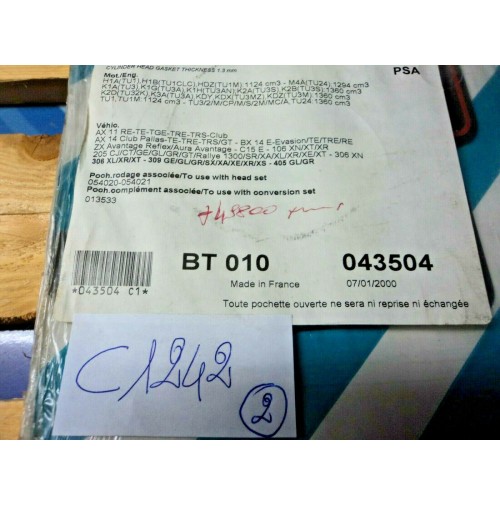 CYLINDER HEAD GASKET THICKNESS 1.3 mm
PSA
Mot./Eng.
H1A(TU1),H1B(TU1CLC),HDZ(TU1M):1124 cm3 - M4A(TU24),1294 cm3
K1A(TU3),K1G(TU3A),K1H(TU3AN);K2A(TU3S),K2B(TU3S):1360 cm3
K2D(TU32K),K3A(TU3A),KDY,KDX(TU3MZ),KDZ(TU3M):1360 cm3
TU1,TU1M:1124 cm3 - TU3/2/M/CP/M/S/2M/MC/A,TU24:1360 cm3
Véhic.
AX 11 RE-TE-TGE-TRE-TRS-Club
AX 14 Club Pallas-TE-TRE-TRS/GT - BX 14 E-Evasion/TE/TRE/RE
ZX Avantage Reflex/Aura Avantage - C15 E - 106 XN/XT/XR
205 CJ/CT/GE/GL/GR/GT/Rallye 1300/SR/XA/XL/XR/XE/XT - 306 XN
306 XL/XR/XT - 309 GE/GL/GR/SX/XA/XE/XR/XS - 405 GL/GR
Poch.rodage associée/To use with head set
054020-054021
Poch.complément associée/To use with conversion set
013533
BT 010
043504
*043504 C1*
Made in France
07/01/2000
Toute pochette ouverte ne sera ni reprise ni échangée
C1242
2